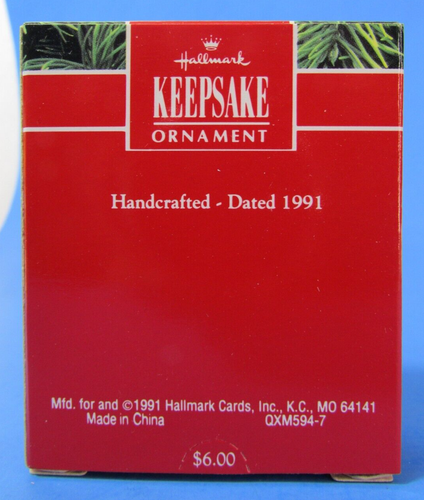 Hallmark
KEEPSAKE
ORNAMENT
Handcrafted - Dated 1991
Mfd. for and ©1991 Hallmark Cards, Inc., K.C., MO 64141
Made in China QXM594-7
$6.00